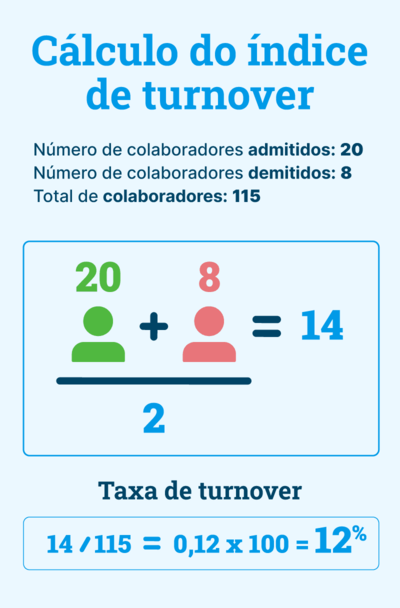 Cálculo do índice
de turnover
Número de colaboradores admitidos: 20
Número de colaboradores demitidos: 8
Total de colaboradores: 115
20 + 8 = 14
2
Taxa de turnover
14 / 115 = 0,12 x 100 = 12%